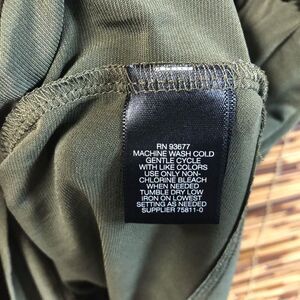 RN 93677
MACHINE WASH COLD
GENTLE CYCLE
WITH LIKE COLORS
USE ONLY NON-
CHLORINE BLEACH
WHEN NEEDED
TUMBLE DRY LOW
IRON ON LOWEST
SETTING AS NEEDED
SUPPLIER 75811-0